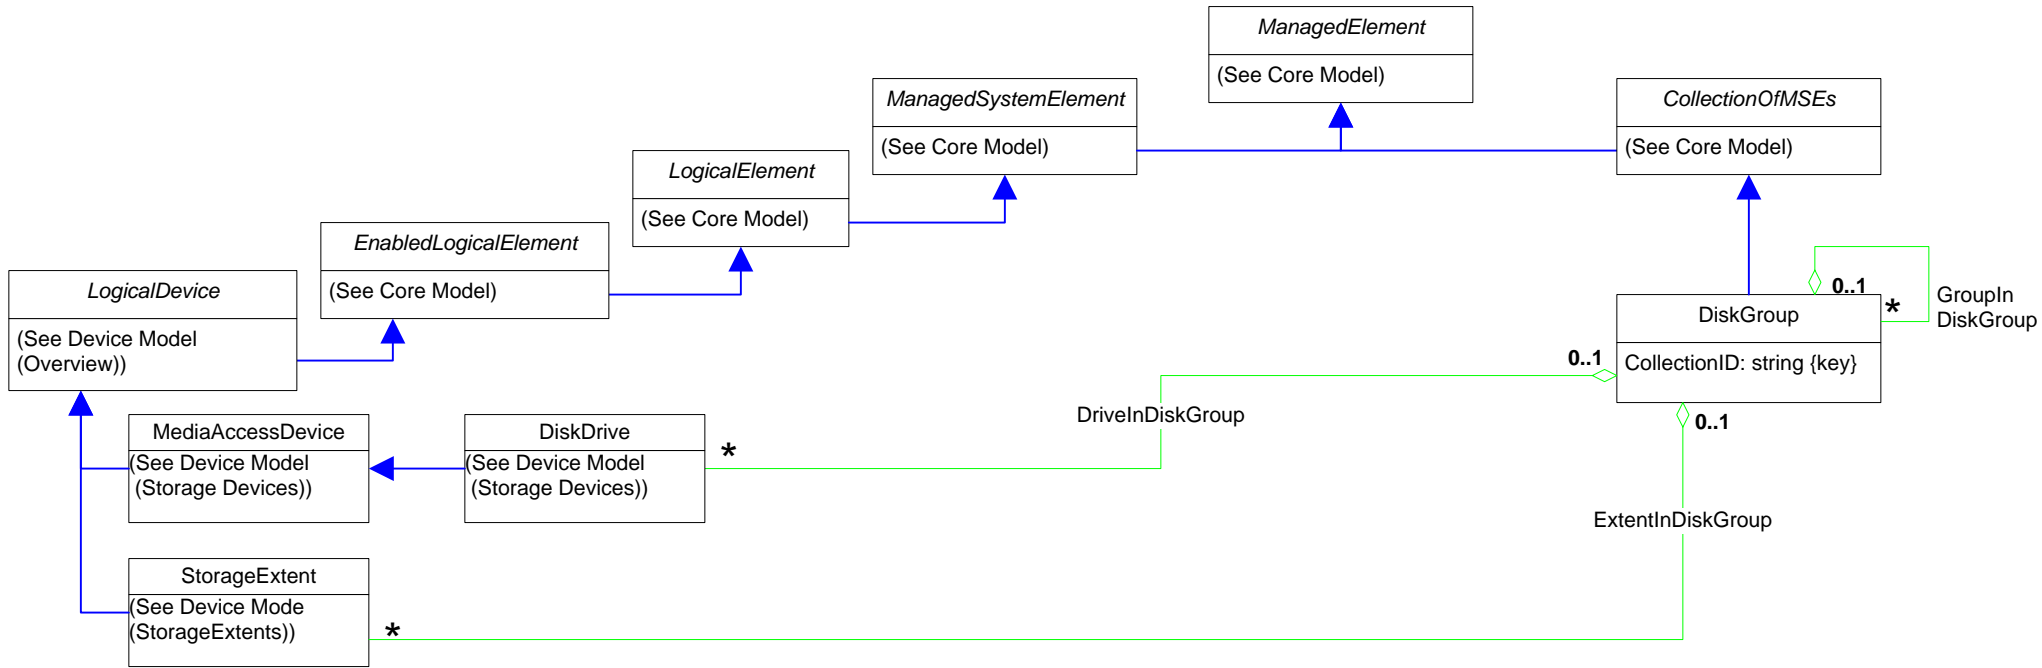 ManagedElement
(See Core Model)
ManagedSystemElement
(See Core Model)
CollectionOfMSEs
(See Core Model)
LogicalElement
(See Core Model)
EnabledLogicalElement
(See Core Model)
LogicalDevice
(See Device Model
(Overview))
0..1
*
GroupIn
DiskGroup
DiskGroup
CollectionID: string {key}
0..1
DriveInDiskGroup
0..1
MediaAccessDevice
(See Device Model
(Storage Devices))
DiskDrive
(See Device Model
(Storage Devices))
*
ExtentInDiskGroup
StorageExtent
(See Device Mode
(StorageExtents))
*